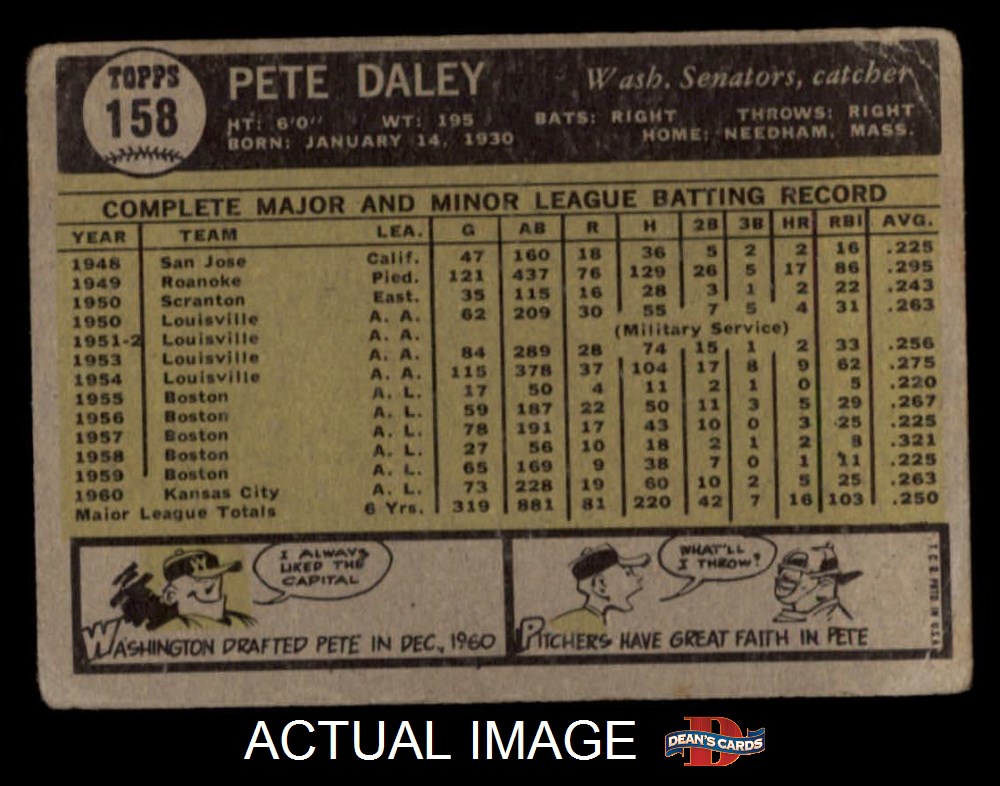 TOPPS
158
PETE DALEY
Wash. Senators, catcher
HT: 6'0" WT: 195 BATS: RIGHT THROWS: RIGHT
BORN: JANUARY 14, 1930 HOME: NEEDHAM, MASS.
COMPLETE MAJOR AND MINOR LEAGUE BATTING RECORD
YEAR TEAM LEA. G AB R H 2B 3B HR RBI AVG.
1948 San Jose Calif. 47 160 18 36 5 2 2 16 .225
1949 Roanoke Pied. 121 437 76 129 26 5 17 86 .295
1950 Scranton East. 35 115 16 28 3 1 2 22 .243
1950 Louisville A. A. 62 209 30 55 7 5 4 31 .263
1951-2 Louisville A. A. (Military Service)
1953 Louisville A. A. 84 289 28 74 15 1 2 33 .256
1954 Louisville A. A. 115 378 37 104 17 8 9 62 .275
1955 Boston A. L. 17 50 4 11 2 1 0 5 .220
1956 Boston A. L. 59 187 22 50 11 3 5 29 .267
1957 Boston A. L. 78 191 17 43 10 0 3 25 .225
1958 Boston A. L. 27 56 10 18 2 1 2 8 .321
1959 Boston A. L. 65 169 9 38 7 0 1 11 .225
1960 Kansas City A. L. 73 228 19 60 10 2 5 25 .263
Major League Totals 6 Yrs. 319 881 81 220 42 7 16 103 .250
I ALWAYS
LIKED THE
CAPITAL
W
WASHINGTON DRAFTED PETE IN DEC., 1960
WHAT'LL
I THROW?
PITCHERS HAVE GREAT FAITH IN PETE
ACTUAL IMAGE
DEAN'S CARDS